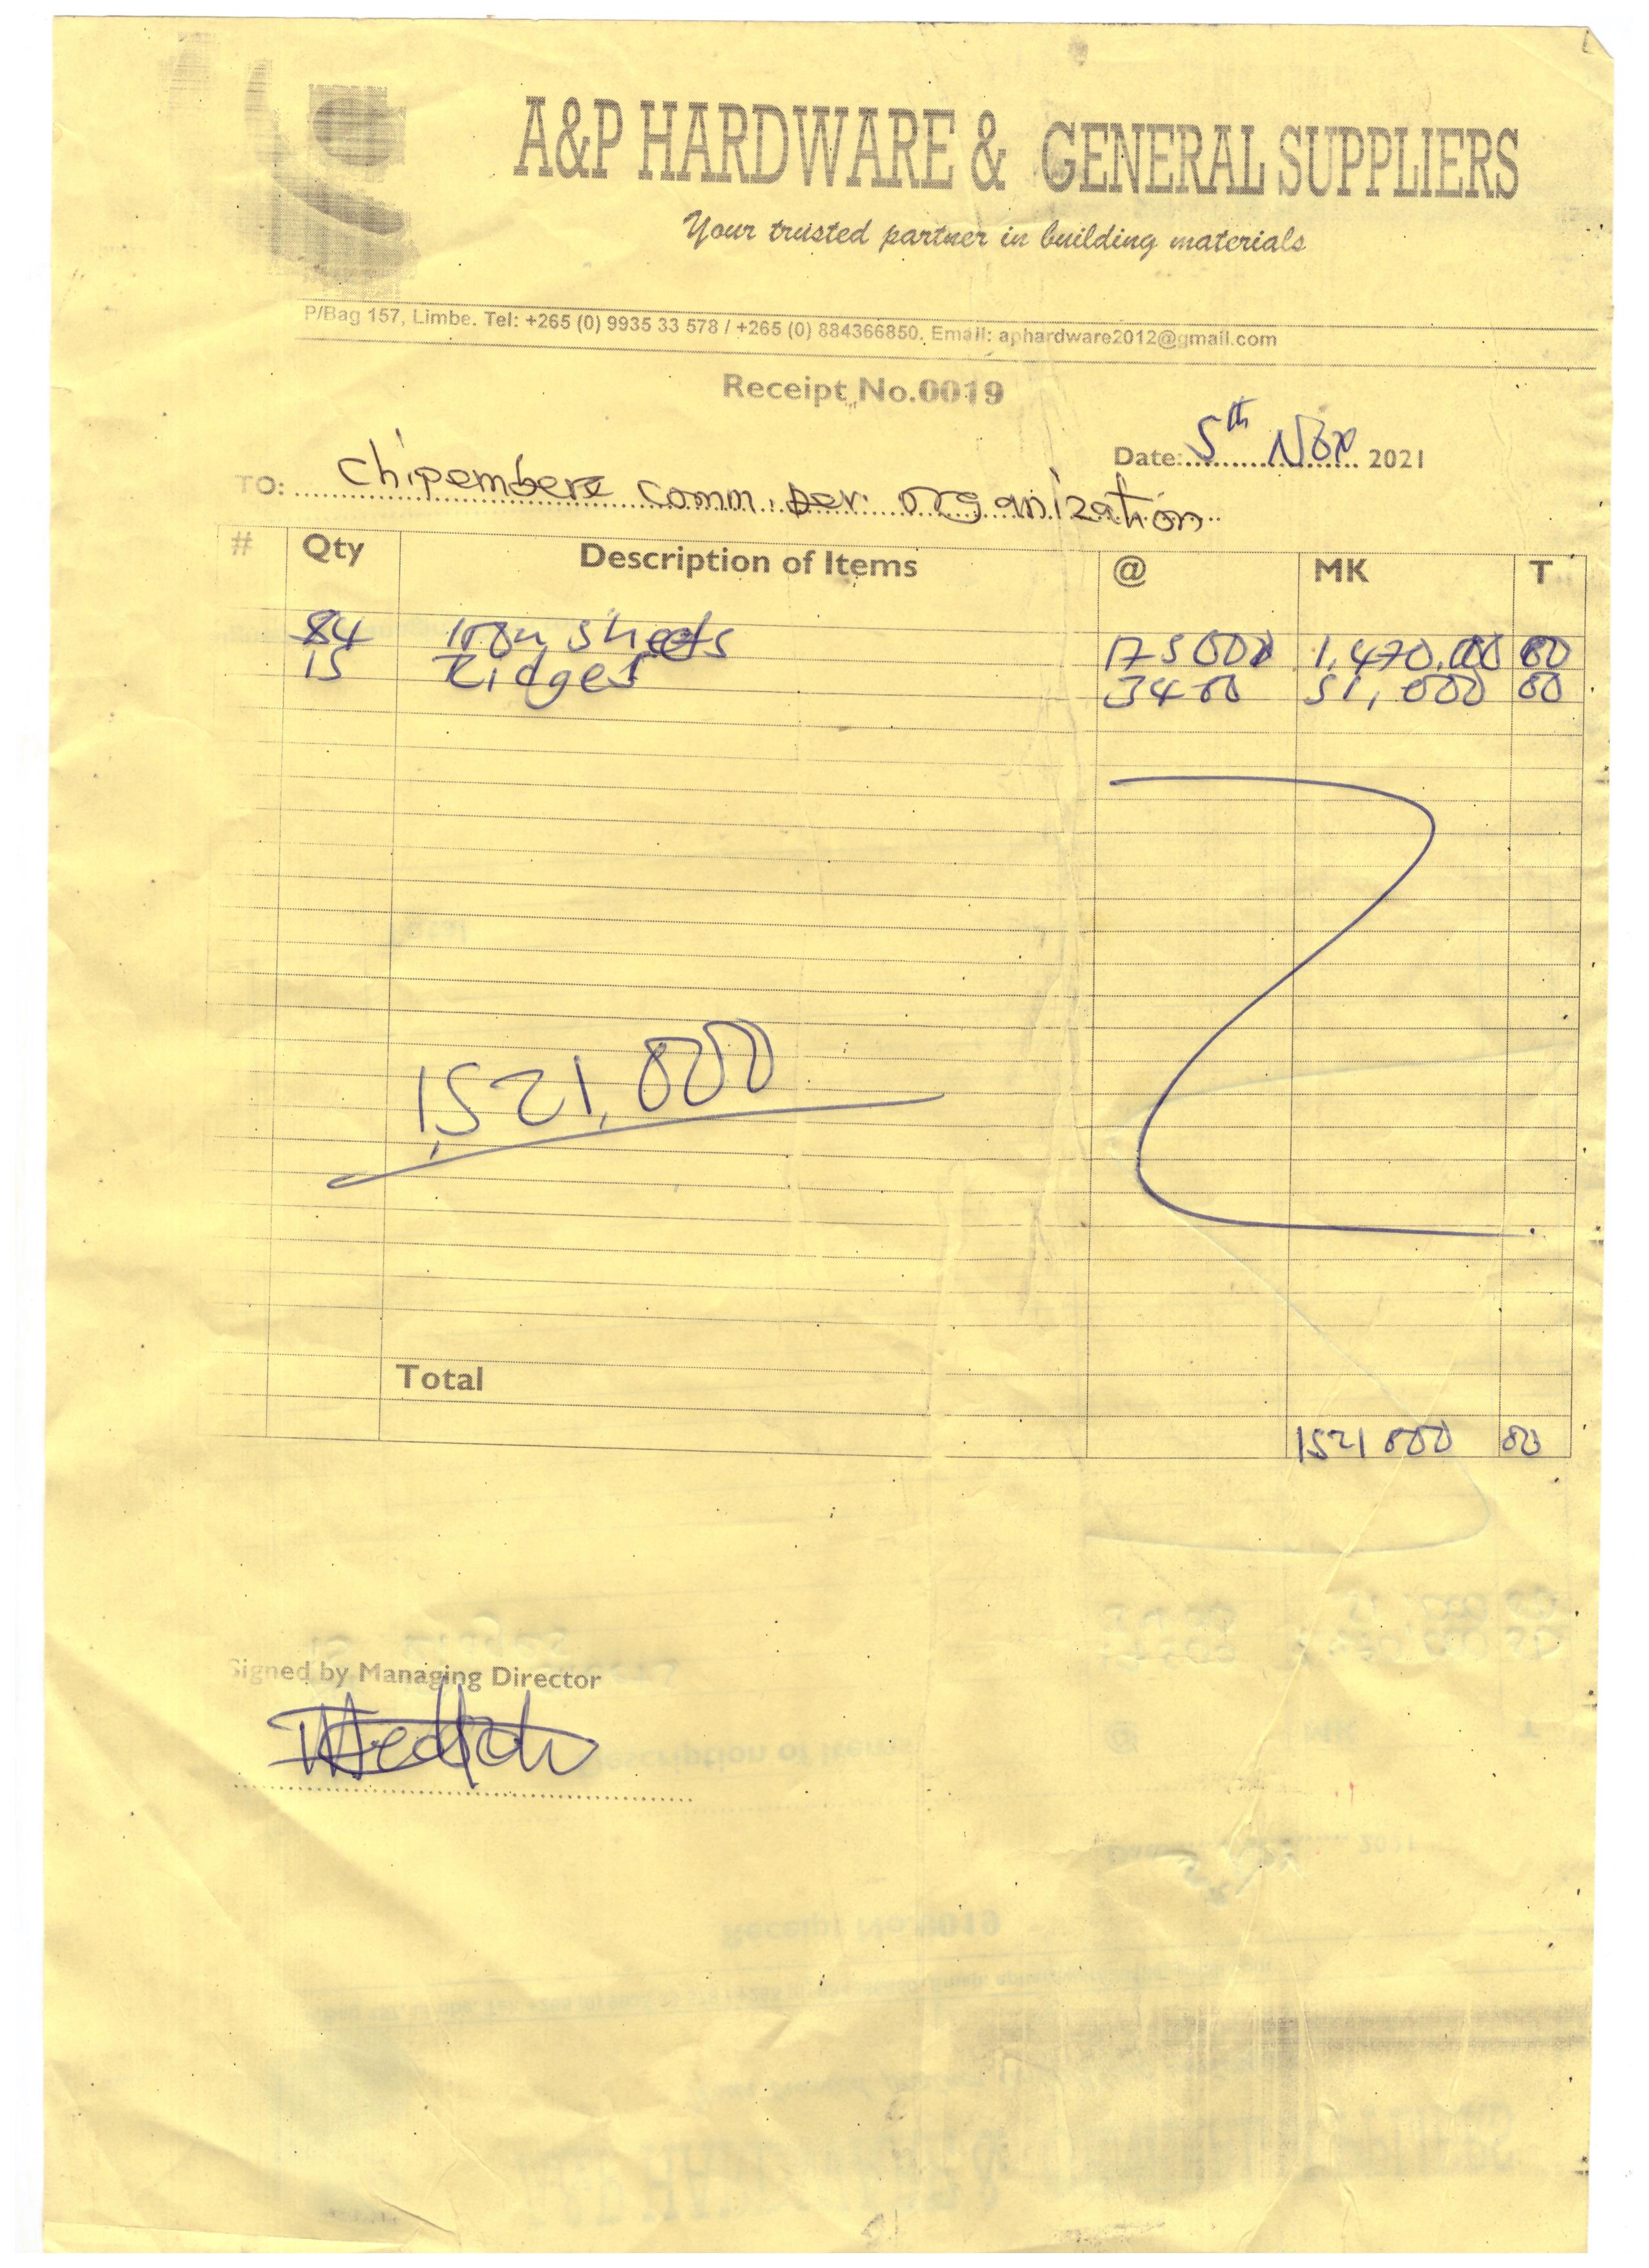 A&P HARDWARE & GENERAL SUPPLIERS
Your trusted partner in building materials
P/Bag 157, Limbe. Tel: +265 (0) 9935 33 578 / +265 (0) 884366850. Email: aphardware2012@gmail.com
Receipt No.0019
Date: 5th Nov 2021
TO: Chipembere comm. Dev. organization
# Qty Description of Items @ MK T
84 Iron sheets 17500 1,470,000 00
15 Ridges 3400 51,000 00
1,521,000
Total
1521000 00
Signed by Managing Director